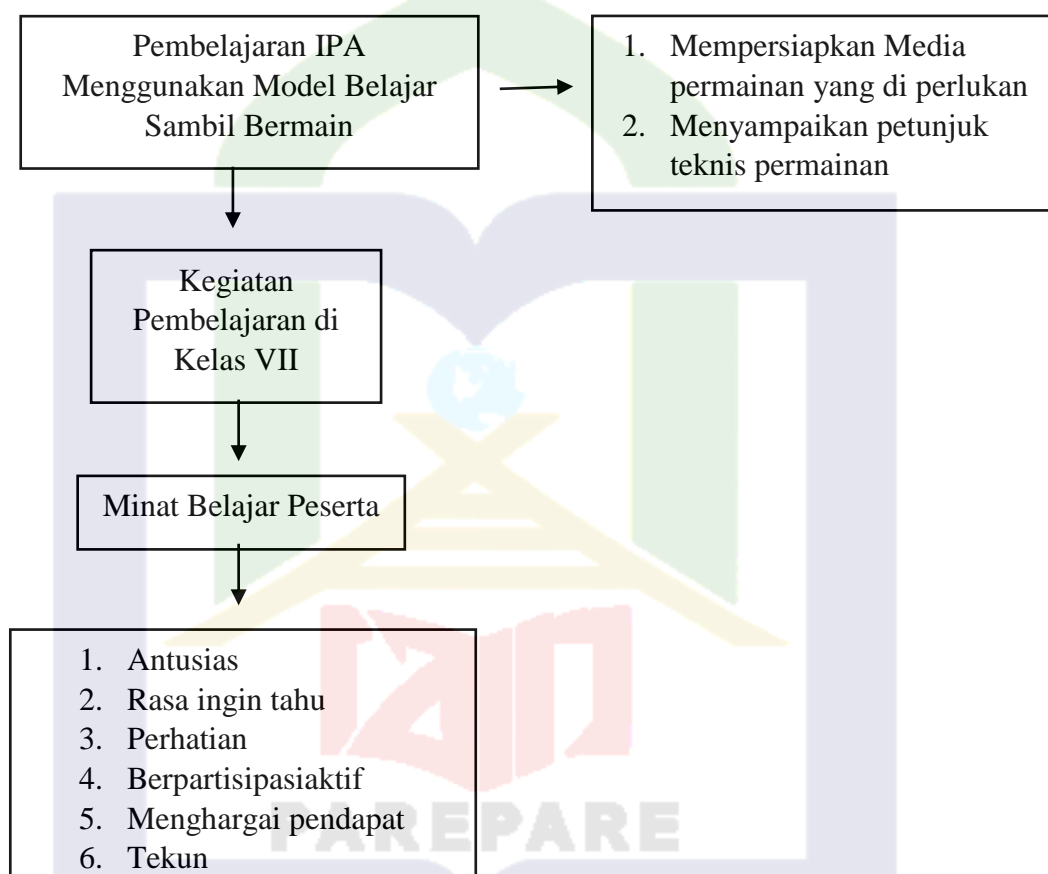 Pembelajaran IPA
Menggunakan Model Belajar
Sambil Bermain
1. Mempersiapkan Media
permainan yang di perlukan
2. Menyampaikan petunjuk
teknis permainan
Kegiatan
Pembelajaran di
Kelas VII
Minat Belajar Peserta
1. Antusias
2. Rasa ingin tahu
3. Perhatian
4. Berpartisipasiaktif
5. Menghargai pendapat
6. Tekun
PAREPARE